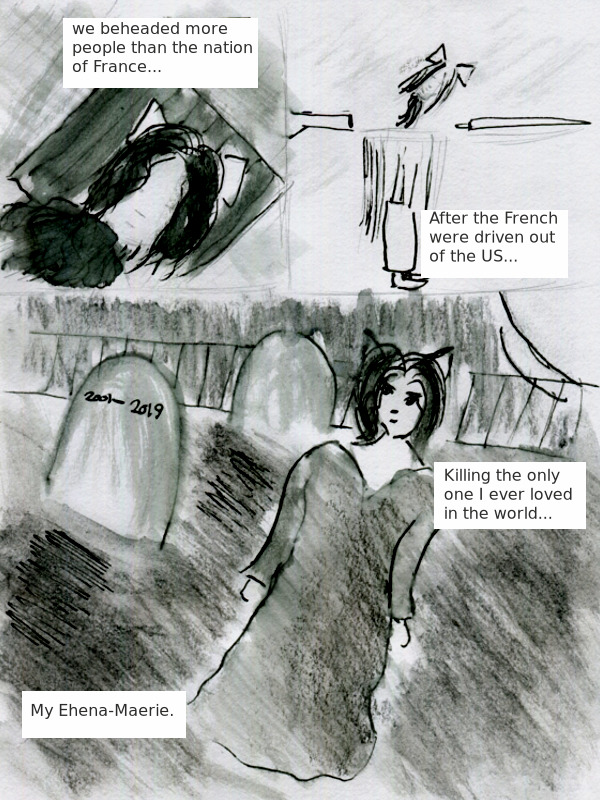 we beheaded more
people than the nation
of France...
After the French
were driven out
of the US...
2001- 2019
Killing the only
one I ever loved
in the world...
My Ehena-Maerie.